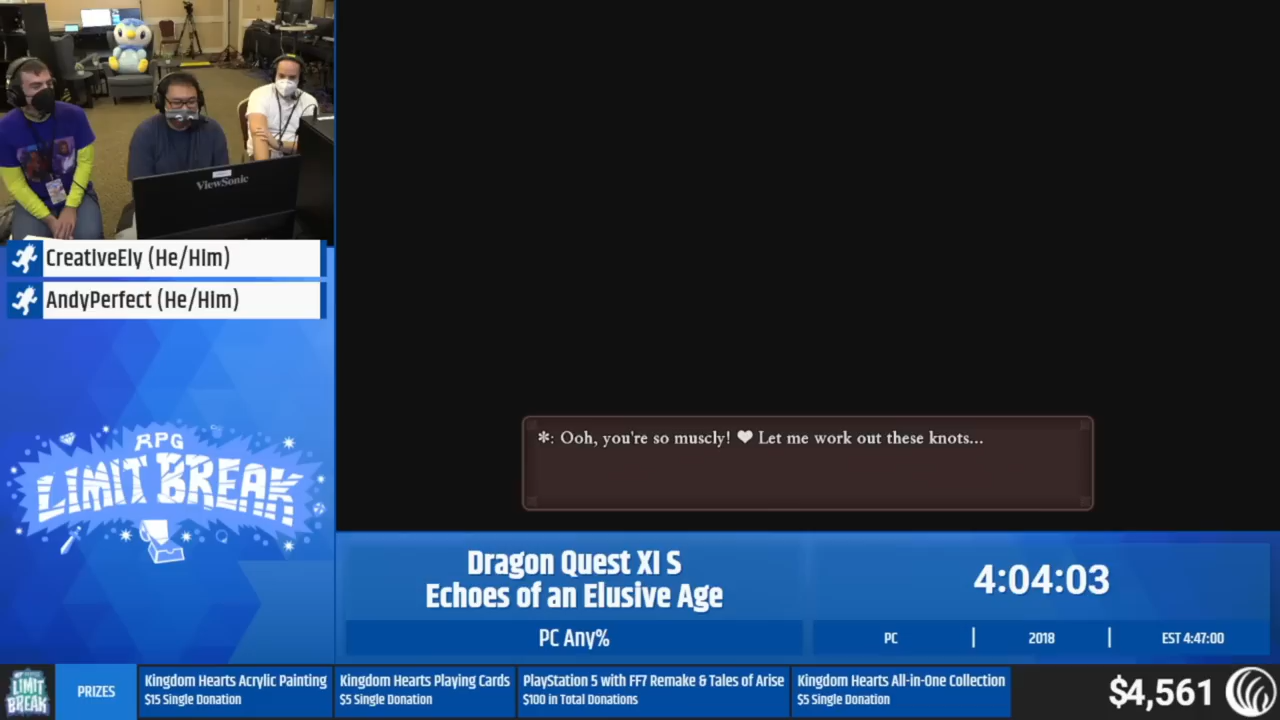 ViewSonic
CreativeEly (He/Him)
AndyPerfect (He/Him)
RPG
LIMIT BREAK
✻: Ooh, you're so muscly! ❤ Let me work out these knots...
Dragon Quest XI S
Echoes of an Elusive Age
PC Any%
4:04:03
PC | 2018 | EST 4:47:00
LIMIT
BREAK
PRIZES
Kingdom Hearts Acrylic Painting
$15 Single Donation
Kingdom Hearts Playing Cards
$5 Single Donation
PlayStation 5 with FF7 Remake & Tales of Arise
$100 in Total Donations
Kingdom Hearts All-in-One Collection
$5 Single Donation
$4,561